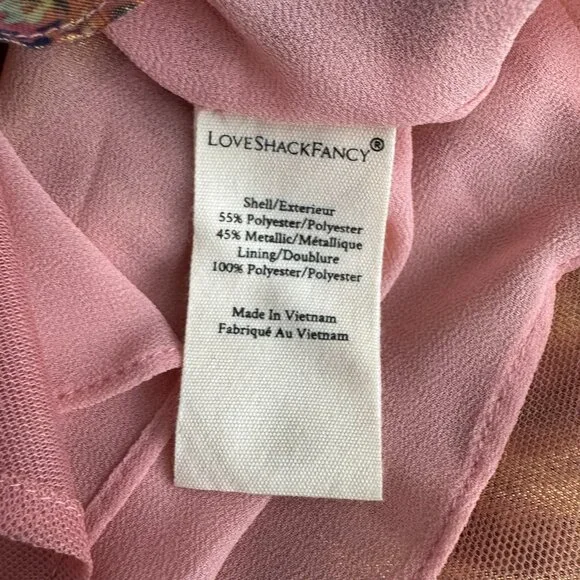 LOVESHACKFANCY®
Shell/Exterieur
55% Polyester/Polyester
45% Metallic/Métallique
Lining/Doublure
100% Polyester/Polyester
Made In Vietnam
Fabriqué Au Vietnam